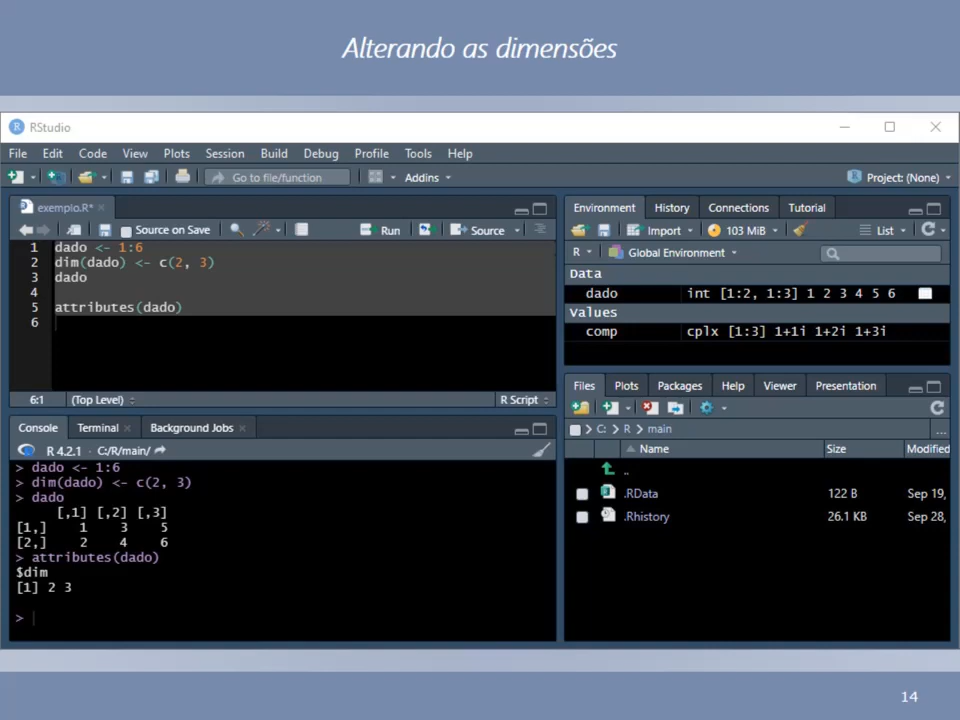 Alterando as dimensões
RStudio
File Edit Code View Plots Session Build Debug Profile Tools Help
Go to file/function Addins Project: (None)
exemplo.R*
Source on Save Run Source
1 dado <- 1:6
2 dim(dado) <- c(2, 3)
3 dado
4
5 attributes(dado)
6
6:1 (Top Level) R Script
Console Terminal Background Jobs
R 4.2.1 · C:/R/main/
> dado <- 1:6
> dim(dado) <- c(2, 3)
> dado
[,1] [,2] [,3]
[1,] 1 3 5
[2,] 2 4 6
> attributes(dado)
$dim
[1] 2 3
>
Environment History Connections Tutorial
Import 103 MiB List
R Global Environment
Data
dado int [1:2, 1:3] 1 2 3 4 5 6
Values
comp cplx [1:3] 1+1i 1+2i 1+3i
Files Plots Packages Help Viewer Presentation
C: R main ...
Name Size Modified
..
.RData 122 B Sep 19,
.Rhistory 26.1 KB Sep 28,
14